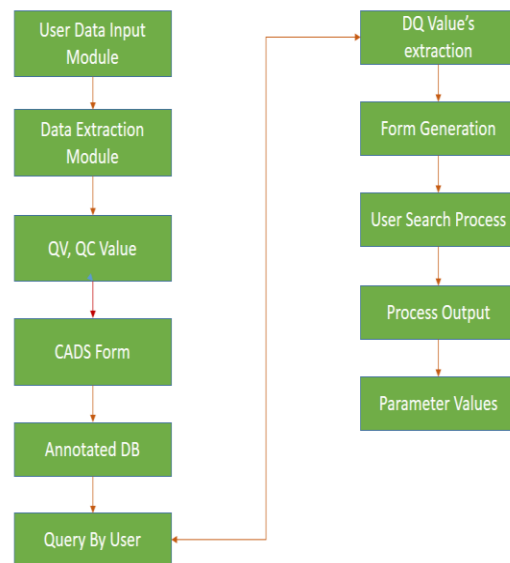 User Data Input
Module
Data Extraction
Module
QV, QC Value
CADS Form
Annotated DB
Query By User
DQ Value's
extraction
Form Generation
User Search Process
Process Output
Parameter Values